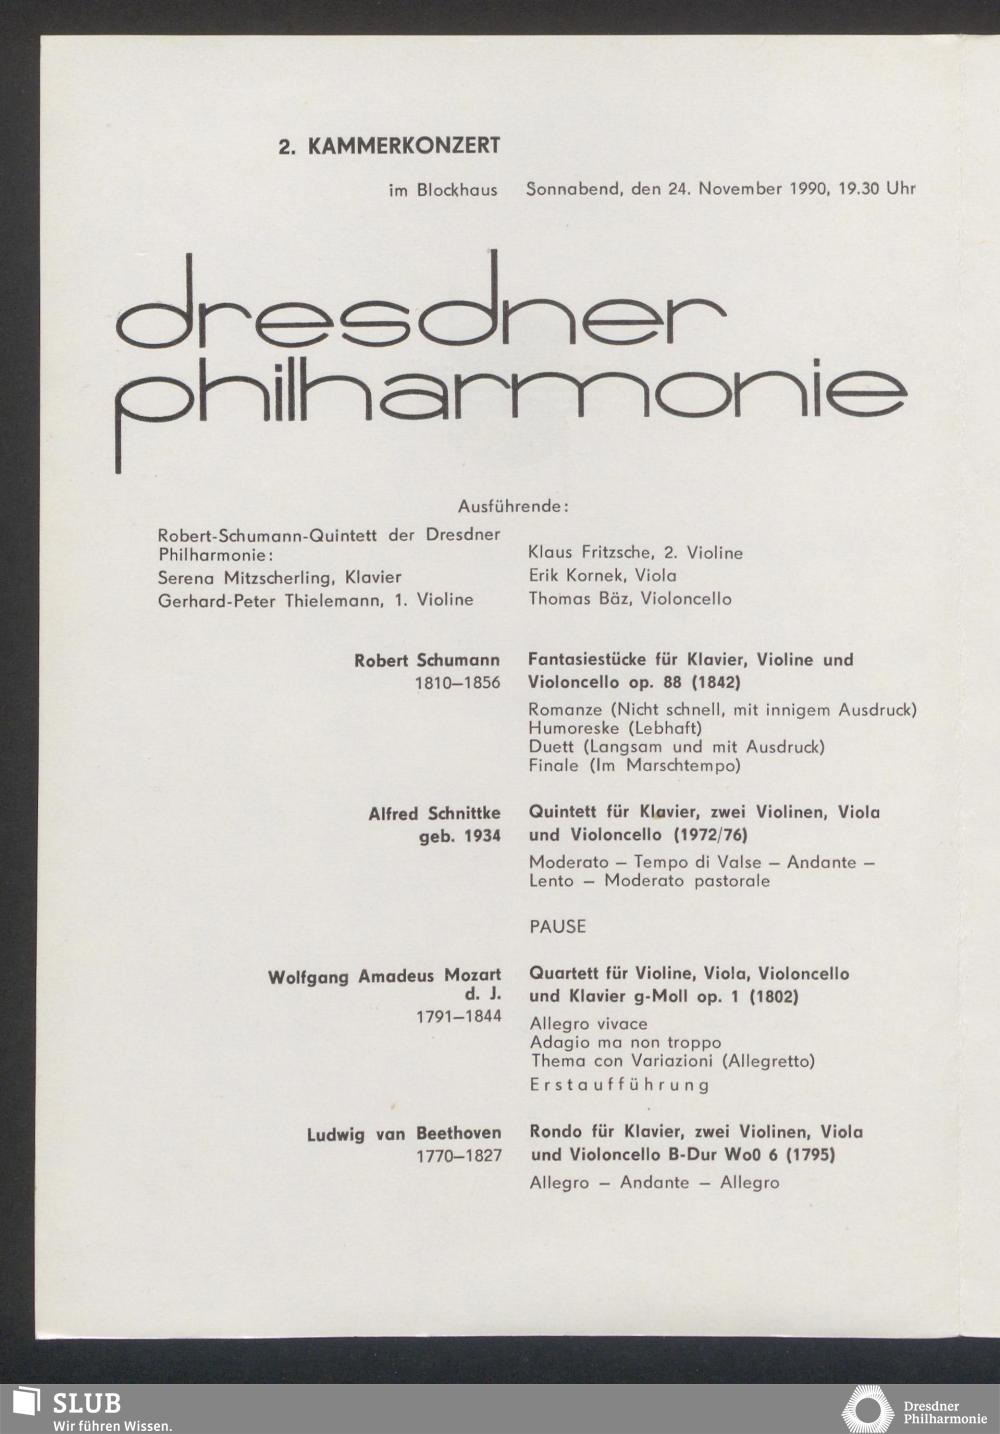 2. KAMMERKONZERT
im Blockhaus Sonnabend, den 24. November 1990, 19.30 Uhr
dresdner
philharmonie
Ausführende:
Robert-Schumann-Quintett der Dresdner
Philharmonie:
Serena Mitzscherling, Klavier
Gerhard-Peter Thielemann, 1. Violine
Klaus Fritzsche, 2. Violine
Erik Kornek, Viola
Thomas Bäz, Violoncello
Robert Schumann
1810–1856
Fantasiestücke für Klavier, Violine und
Violoncello op. 88 (1842)
Romanze (Nicht schnell, mit innigem Ausdruck)
Humoreske (Lebhaft)
Duett (Langsam und mit Ausdruck)
Finale (Im Marschtempo)
Alfred Schnittke
geb. 1934
Quintett für Klavier, zwei Violinen, Viola
und Violoncello (1972/76)
Moderato – Tempo di Valse – Andante –
Lento – Moderato pastorale
PAUSE
Wolfgang Amadeus Mozart
d. J.
1791–1844
Quartett für Violine, Viola, Violoncello
und Klavier g-Moll op. 1 (1802)
Allegro vivace
Adagio ma non troppo
Thema con Variazioni (Allegretto)
Erstaufführung
Ludwig van Beethoven
1770–1827
Rondo für Klavier, zwei Violinen, Viola
und Violoncello B-Dur WoO 6 (1795)
Allegro – Andante – Allegro
SLUB
Wir führen Wissen.
Dresdner
Philharmonie